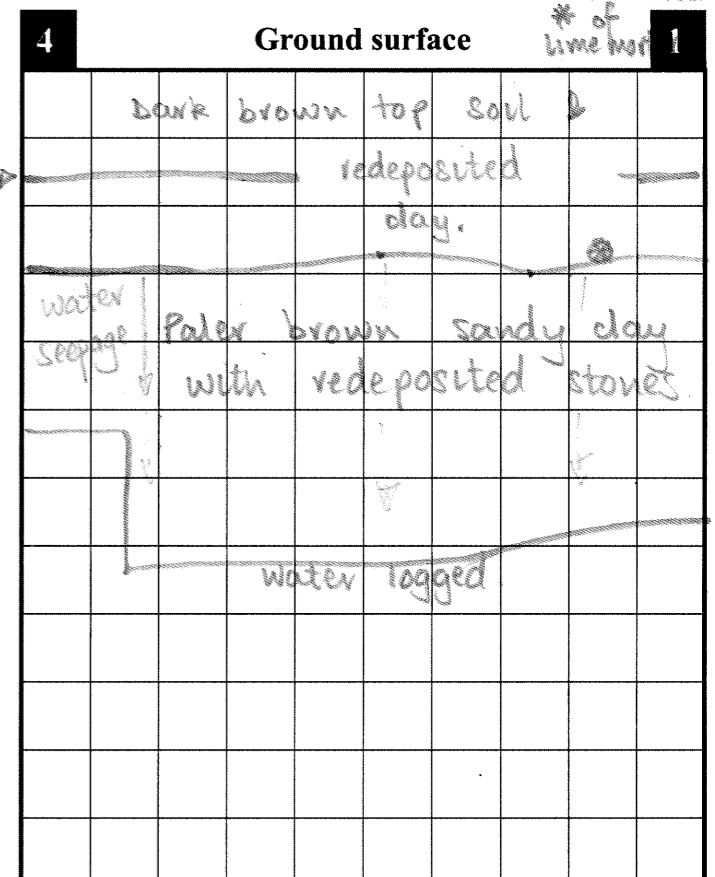 * of
4 Ground surface lime mort 1
Dark brown top soil &
redeposited
clay.
water
seepage
Paler brown sandy clay
with redeposited stones
water logged